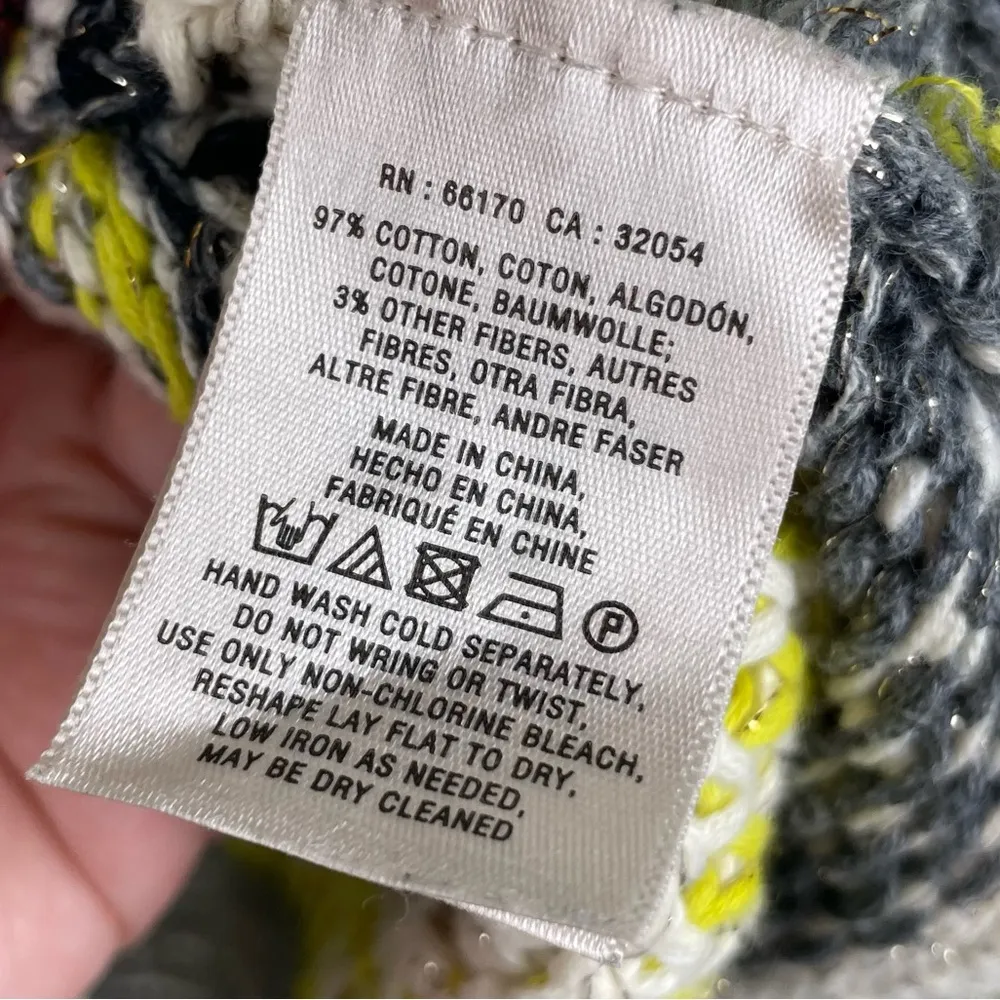 RN : 66170 CA : 32054
97% COTTON, COTON, ALGODÓN,
COTONE, BAUMWOLLE;
3% OTHER FIBERS, AUTRES
FIBRES, OTRA FIBRA,
ALTRE FIBRE, ANDRE FASER
MADE IN CHINA,
HECHO EN CHINA,
FABRIQUÉ EN CHINE
P
HAND WASH COLD SEPARATELY,
DO NOT WRING OR TWIST,
USE ONLY NON-CHLORINE BLEACH,
RESHAPE LAY FLAT TO DRY,
LOW IRON AS NEEDED,
MAY BE DRY CLEANED